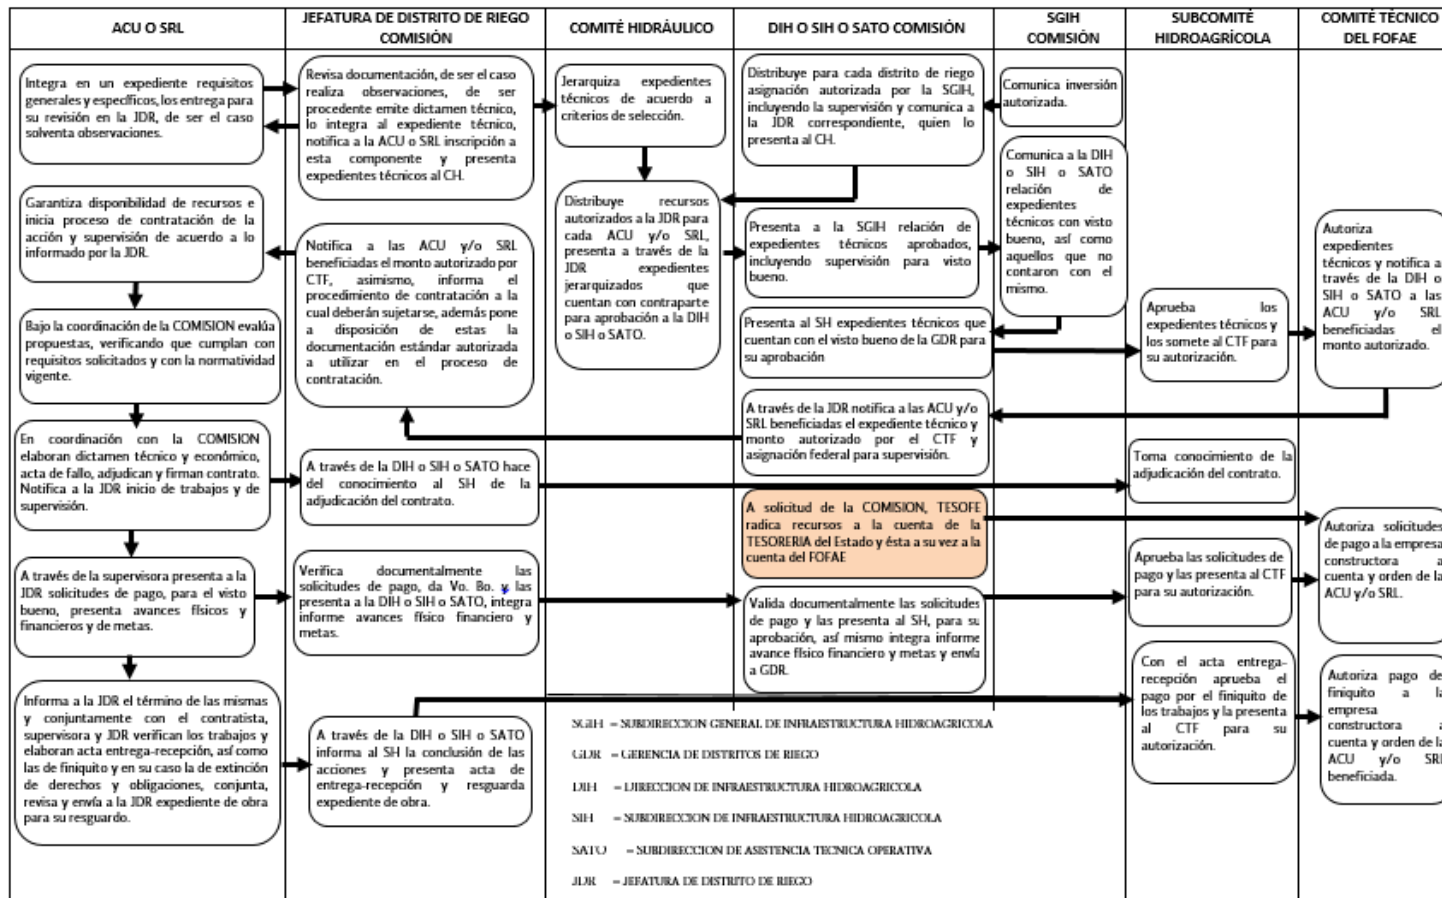 ACU O SRL
JEFATURA DE DISTRITO DE RIEGO
COMISIÓN
COMITÉ HIDRÁULICO
DIH O SIH O SATO COMISIÓN
SGIH
COMISIÓN
SUBCOMITÉ
HIDROAGRÍCOLA
COMITÉ TÉCNICO
DEL FOFAE
Integra en un expediente requisitos
generales y específicos, los entrega para
su revisión en la JDR, de ser el caso
solventa observaciones.
Revisa documentación, de ser el caso
realiza observaciones, de ser
procedente emite dictamen técnico,
lo integra al expediente técnico,
notifica a la ACU o SRL inscripción a
esta componente y presenta
expedientes técnicos al CH.
Jerarquiza expedientes
técnicos de acuerdo a
criterios de selección.
Distribuye para cada distrito de riego
asignación autorizada por la SGIH,
incluyendo la supervisión y comunica a
la JDR correspondiente, quien lo
presenta al CH.
Comunica inversión
autorizada.
Garantiza disponibilidad de recursos e
inicia proceso de contratación de la
acción y supervisión de acuerdo a lo
informado por la JDR.
Notifica a las ACU y/o SRL
beneficiadas el monto autorizado por
CTF, asimismo, informa el
procedimiento de contratación a la
cual deberán sujetarse, además pone
a disposición de estas la
documentación estándar autorizada
a utilizar en el proceso de
contratación.
Distribuye recursos
autorizados a la JDR para
cada ACU y/o SRL,
presenta a través de la
JDR expedientes
jerarquizados que
cuentan con contraparte
para aprobación a la DIH
o SIH o SATO.
Presenta a la SGIH relación de
expedientes técnicos aprobados,
incluyendo supervisión para visto
bueno.
Comunica a la DIH
o SIH o SATO
relación de
expedientes
técnicos con visto
bueno, así como
aquellos que no
contaron con el
mismo.
Presenta al SH expedientes técnicos que
cuentan con el visto bueno de la GDR para
su aprobación
Aprueba los
expedientes técnicos y
los somete al CTF para
su autorización.
Autoriza
expedientes
técnicos y notifica a
través de la DIH o
SIH o SATO a las
ACU y/o SRL
beneficiadas el
monto autorizado.
Bajo la coordinación de la COMISION evalúa
propuestas, verificando que cumplan con
requisitos solicitados y con la normatividad
vigente.
A través de la JDR notifica a las ACU y/o
SRL beneficiadas el expediente técnico y
monto autorizado por el CTF y
asignación federal para supervisión.
En coordinación con la COMISION
elaboran dictamen técnico y económico,
acta de fallo, adjudican y firman contrato.
Notifica a la JDR inicio de trabajos y de
supervisión.
A través de la DIH o SIH o SATO hace
del conocimiento al SH de la
adjudicación del contrato.
Toma conocimiento de la
adjudicación del contrato.
A solicitud de la COMISION, TESOFE
radica recursos a la cuenta de la
TESORERIA del Estado y ésta a su vez a la
cuenta del FOFAE
Autoriza solicitudes
de pago a la empresa
constructora a
cuenta y orden de la
ACU y/o SRL.
A través de la supervisora presenta a la
JDR solicitudes de pago, para el visto
bueno, presenta avances físicos y
financieros y de metas.
Verifica documentalmente las
solicitudes de pago, da Vo. Bo. y las
presenta a la DIH o SIH o SATO, integra
informe avances físico financiero y
metas.
Valida documentalmente las solicitudes
de pago y las presenta al SH, para su
aprobación, así mismo integra informe
avance físico financiero y metas y envía
a GDR.
Aprueba las solicitudes de
pago y las presenta al CTF
para su autorización.
Informa a la JDR el término de las mismas
y conjuntamente con el contratista,
supervisora y JDR verifican los trabajos y
elaboran acta entrega-recepción, así como
las de finiquito y en su caso la de extinción
de derechos y obligaciones, conjunta,
revisa y envía a la JDR expediente de obra
para su resguardo.
A través de la DIH o SIH o SATO
informa al SH la conclusión de las
acciones y presenta acta de
entrega-recepción y resguarda
expediente de obra.
Con el acta entrega-
recepción aprueba el
pago por el finiquito de
los trabajos y la presenta
al CTF para su
autorización.
Autoriza pago de
finiquito a la
empresa
constructora a
cuenta y orden de la
ACU y/o SRL
beneficiada.
SGIH = SUBDIRECCION GENERAL DE INFRAESTRUCTURA HIDROAGRICOLA
GDR = GERENCIA DE DISTRITOS DE RIEGO
DIH = DIRECCION DE INFRAESTRUCTURA HIDROAGRICOLA
SIH = SUBDIRECCION DE INFRAESTRUCTURA HIDROAGRICOLA
SATO = SUBDIRECCION DE ASISTENCIA TECNICA OPERATIVA
JDR = JEFATURA DE DISTRITO DE RIEGO